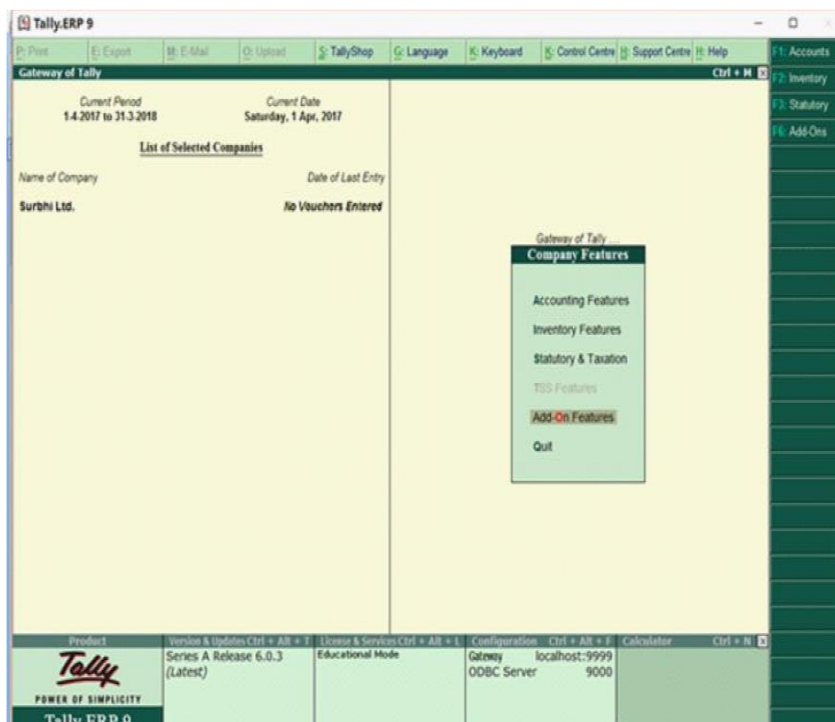 Tally.ERP 9
P: Print E: Export M: E-Mail O: Upload S: TallyShop G: Language K: Keyboard K: Control Centre H: Support Centre H: Help
F1: Accounts
F2: Inventory
F3: Statutory
F6: Add-Ons
Gateway of Tally Ctrl + M
Current Period Current Date
1-4-2017 to 31-3-2018 Saturday, 1 Apr, 2017
List of Selected Companies
Name of Company Date of Last Entry
Surbhi Ltd. No Vouchers Entered
Gateway of Tally ...
Company Features
Accounting Features
Inventory Features
Statutory & Taxation
TSS Features
Add-On Features
Quit
Product Version & Updates Ctrl + Alt + T License & Services Ctrl + Alt + L Configuration Ctrl + Alt + F Calculator Ctrl + N
Tally
POWER OF SIMPLICITY
Tally.ERP 9
Series A Release 6.0.3
(Latest)
Educational Mode
Gateway localhost:9999
ODBC Server 9000